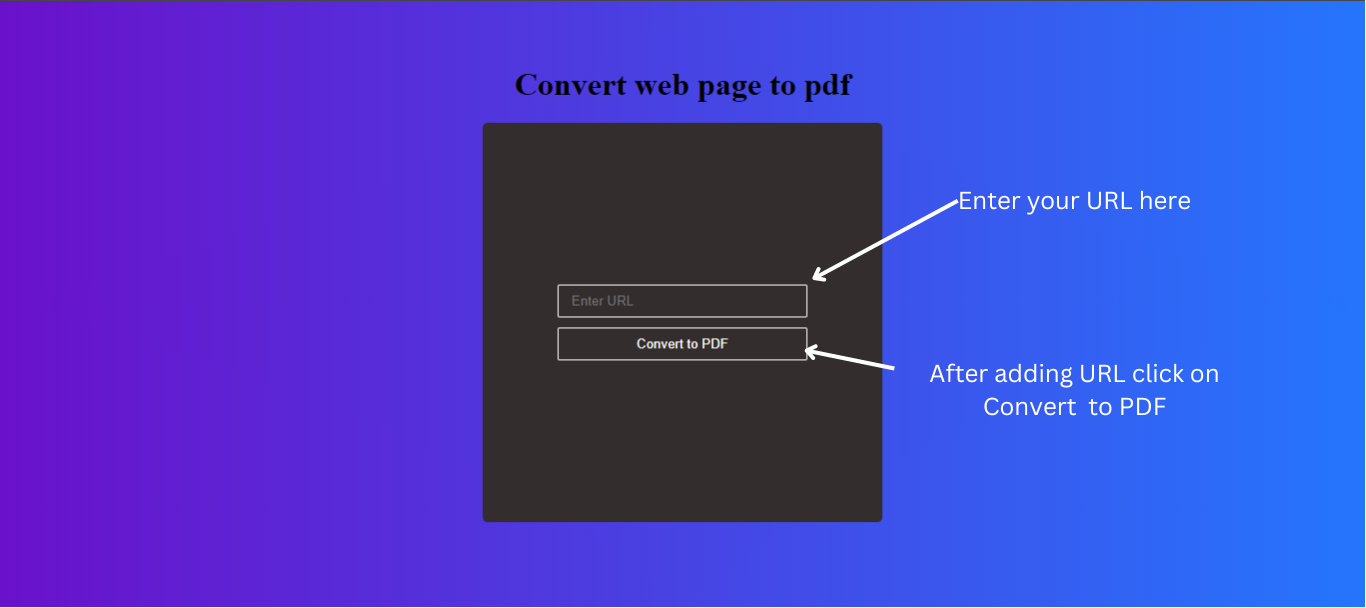 Convert web page to pdf
Enter your URL here
Enter URL
Convert to PDF
After adding URL click on
Convert  to PDF